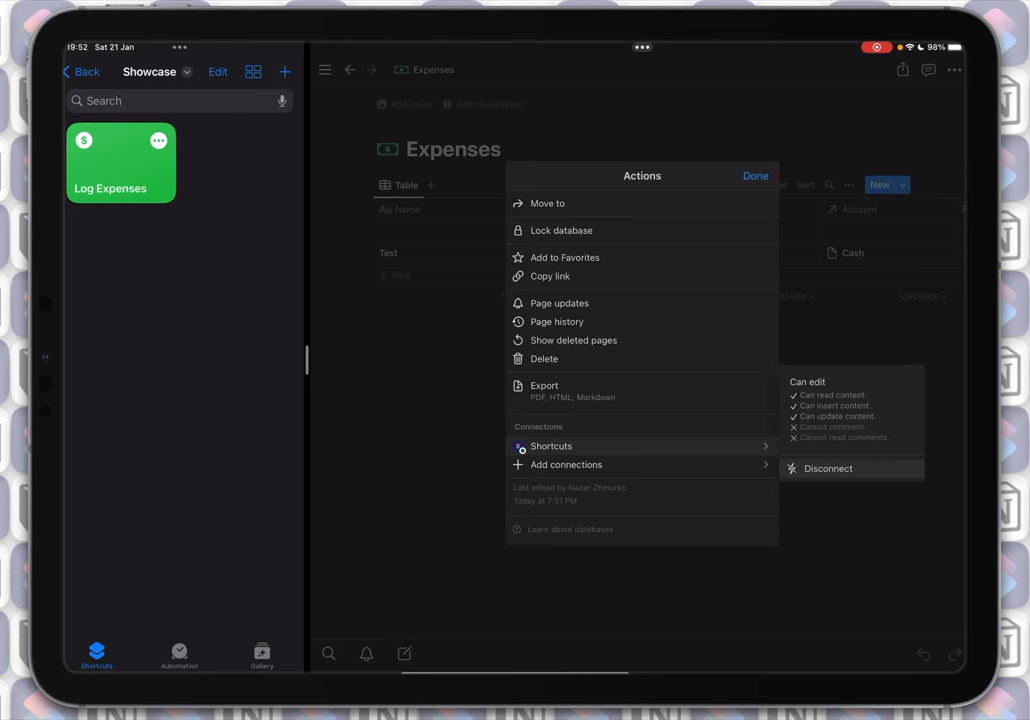 19:52 Sat 21 Jan
98%
Back
Showcase
Edit
Search
$
Log Expenses
Shortcuts
Automation
Gallery
Expenses
Add cover
Add description
Expenses
Table
Sort
New
Aa Name
Account
Test
Cash
New
Calculate
Actions
Done
Move to
Lock database
Add to Favorites
Copy link
Page updates
Page history
Show deleted pages
Delete
Export
PDF, HTML, Markdown
Connections
Shortcuts
Add connections
Last edited by Nazar Zhmurko
Today at 7:51 PM
Learn about databases
Can edit
Can read content.
Can insert content.
Can update content.
Cannot comment.
Cannot read comments.
Disconnect